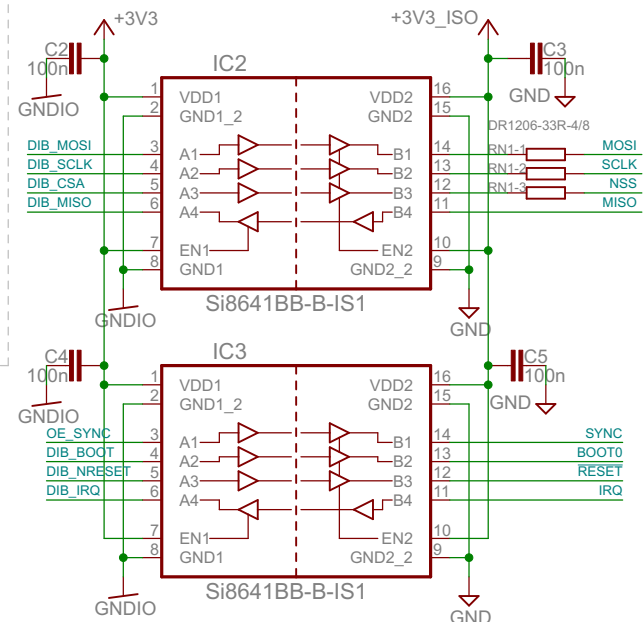 +3V3
+3V3_ISO
C2
100n
GNDIO
IC2
C3
100n
GND
DR1206-33R-4/8
1 VDD1 VDD2 16
2 GND1_2 GND2 15
DIB_MOSI 3 A1 B1 14 RN1-1 MOSI
DIB_SCLK 4 A2 B2 13 RN1-2 SCLK
DIB_CSA 5 A3 B3 12 RN1-3 NSS
DIB_MISO 6 A4 B4 11 MISO
7 EN1 EN2 10
8 GND1 GND2_2 9
Si8641BB-B-IS1
GNDIO
GND
C4
100n
GNDIO
IC3
C5
100n
GND
1 VDD1 VDD2 16
2 GND1_2 GND2 15
OE_SYNC 3 A1 B1 14 SYNC
DIB_BOOT 4 A2 B2 13 BOOT0
DIB_NRESET 5 A3 B3 12 RESET
DIB_IRQ 6 A4 B4 11 IRQ
7 EN1 EN2 10
8 GND1 GND2_2 9
Si8641BB-B-IS1
GNDIO
GND